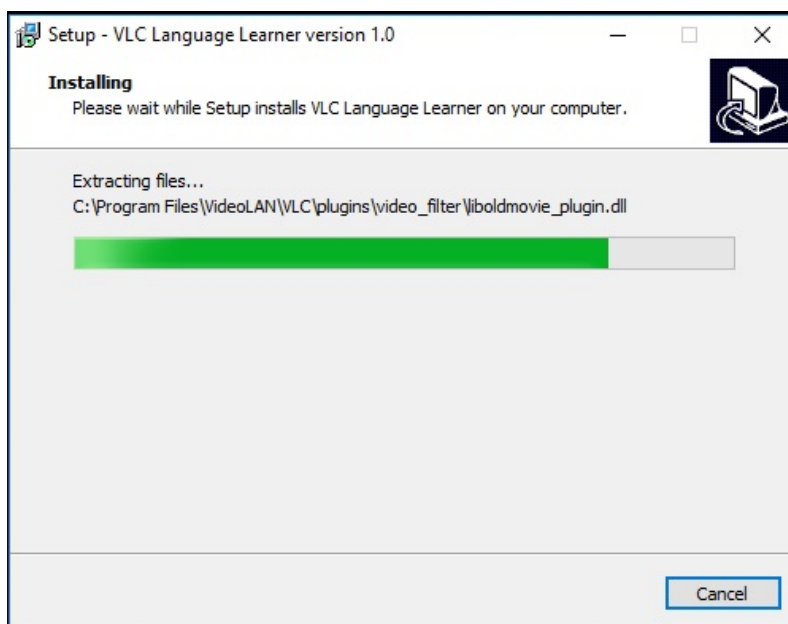 Setup - VLC Language Learner version 1.0
Installing
Please wait while Setup installs VLC Language Learner on your computer.
Extracting files...
C:\Program Files\VideoLAN\VLC\plugins\video_filter\liboldmovie_plugin.dll
Cancel